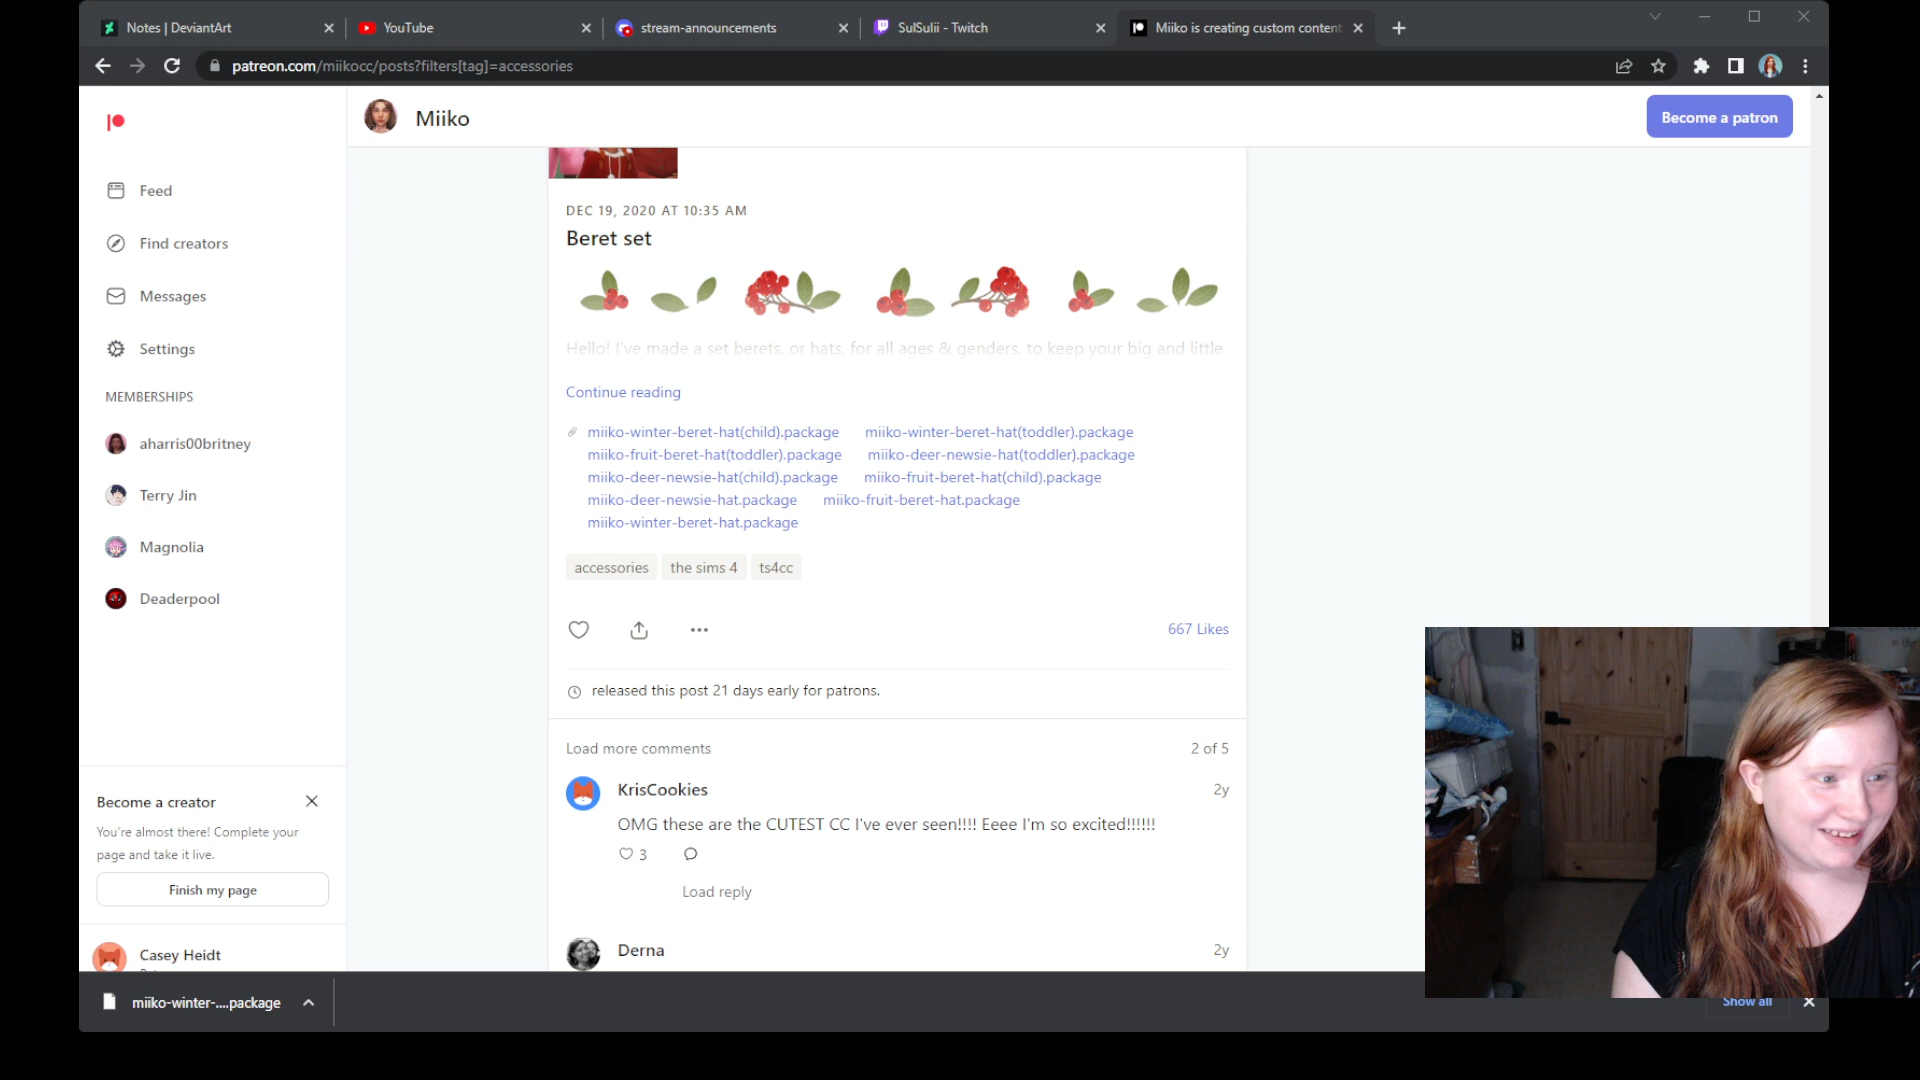 Notes | DeviantArt
YouTube
stream-announcements
SulSulii - Twitch
Miiko is creating custom content
patreon.com/miikocc/posts?filters[tag]=accessories
Miiko
Become a patron
Feed
Find creators
Messages
Settings
MEMBERSHIPS
aharris00britney
Terry Jin
Magnolia
Deaderpool
DEC 19, 2020 AT 10:35 AM
Beret set
Hello! I've made a set berets, or hats, for all ages & genders, to keep your big and little
Continue reading
miiko-winter-beret-hat(child).package miiko-winter-beret-hat(toddler).package
miiko-fruit-beret-hat(toddler).package miiko-deer-newsie-hat(toddler).package
miiko-deer-newsie-hat(child).package miiko-fruit-beret-hat(child).package
miiko-deer-newsie-hat.package miiko-fruit-beret-hat.package
miiko-winter-beret-hat.package
accessories the sims 4 ts4cc
667 Likes
released this post 21 days early for patrons.
Load more comments 2 of 5
KrisCookies 2y
OMG these are the CUTEST CC I've ever seen!!!! Eeee I'm so excited!!!!!!
3
Load reply
Derna 2y
Become a creator
You're almost there! Complete your
page and take it live.
Finish my page
Casey Heidt
miiko-winter-....package
Show all